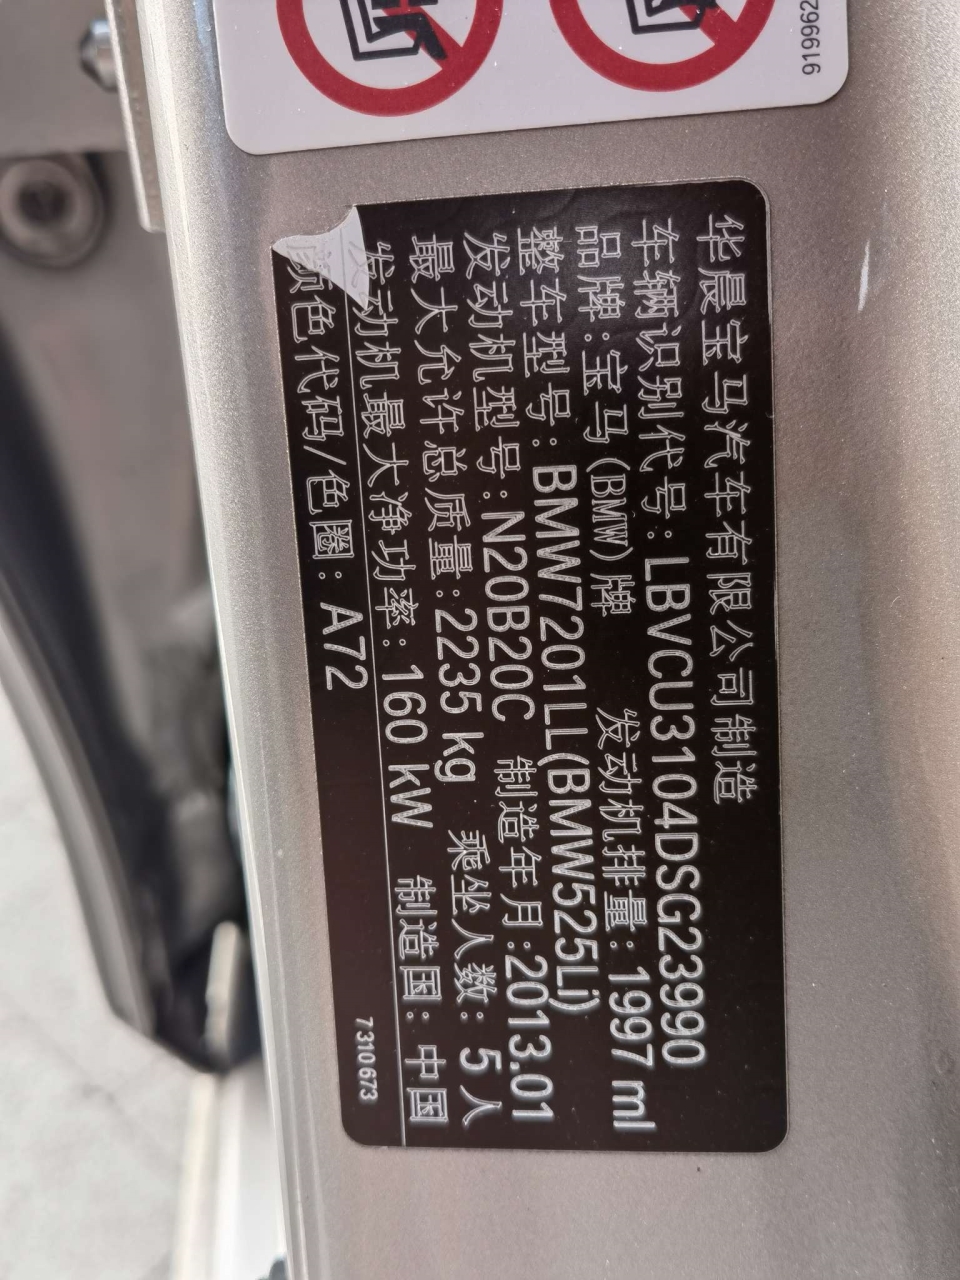 919962
华晨宝马汽车有限公司制造
车辆识别代号：LBVCU3104DSG23990
品牌：宝马（BMW）牌 发动机排量：1997 ml
整车型号：BMW7201LL(BMW525Li)
发动机型号：N20B20C 制造年月：2013.01
最大允许总质量：2235 kg 乘坐人数：5人
发动机最大净功率：160 kW 制造国：中国
颜色代码/色圈：A72
7310673